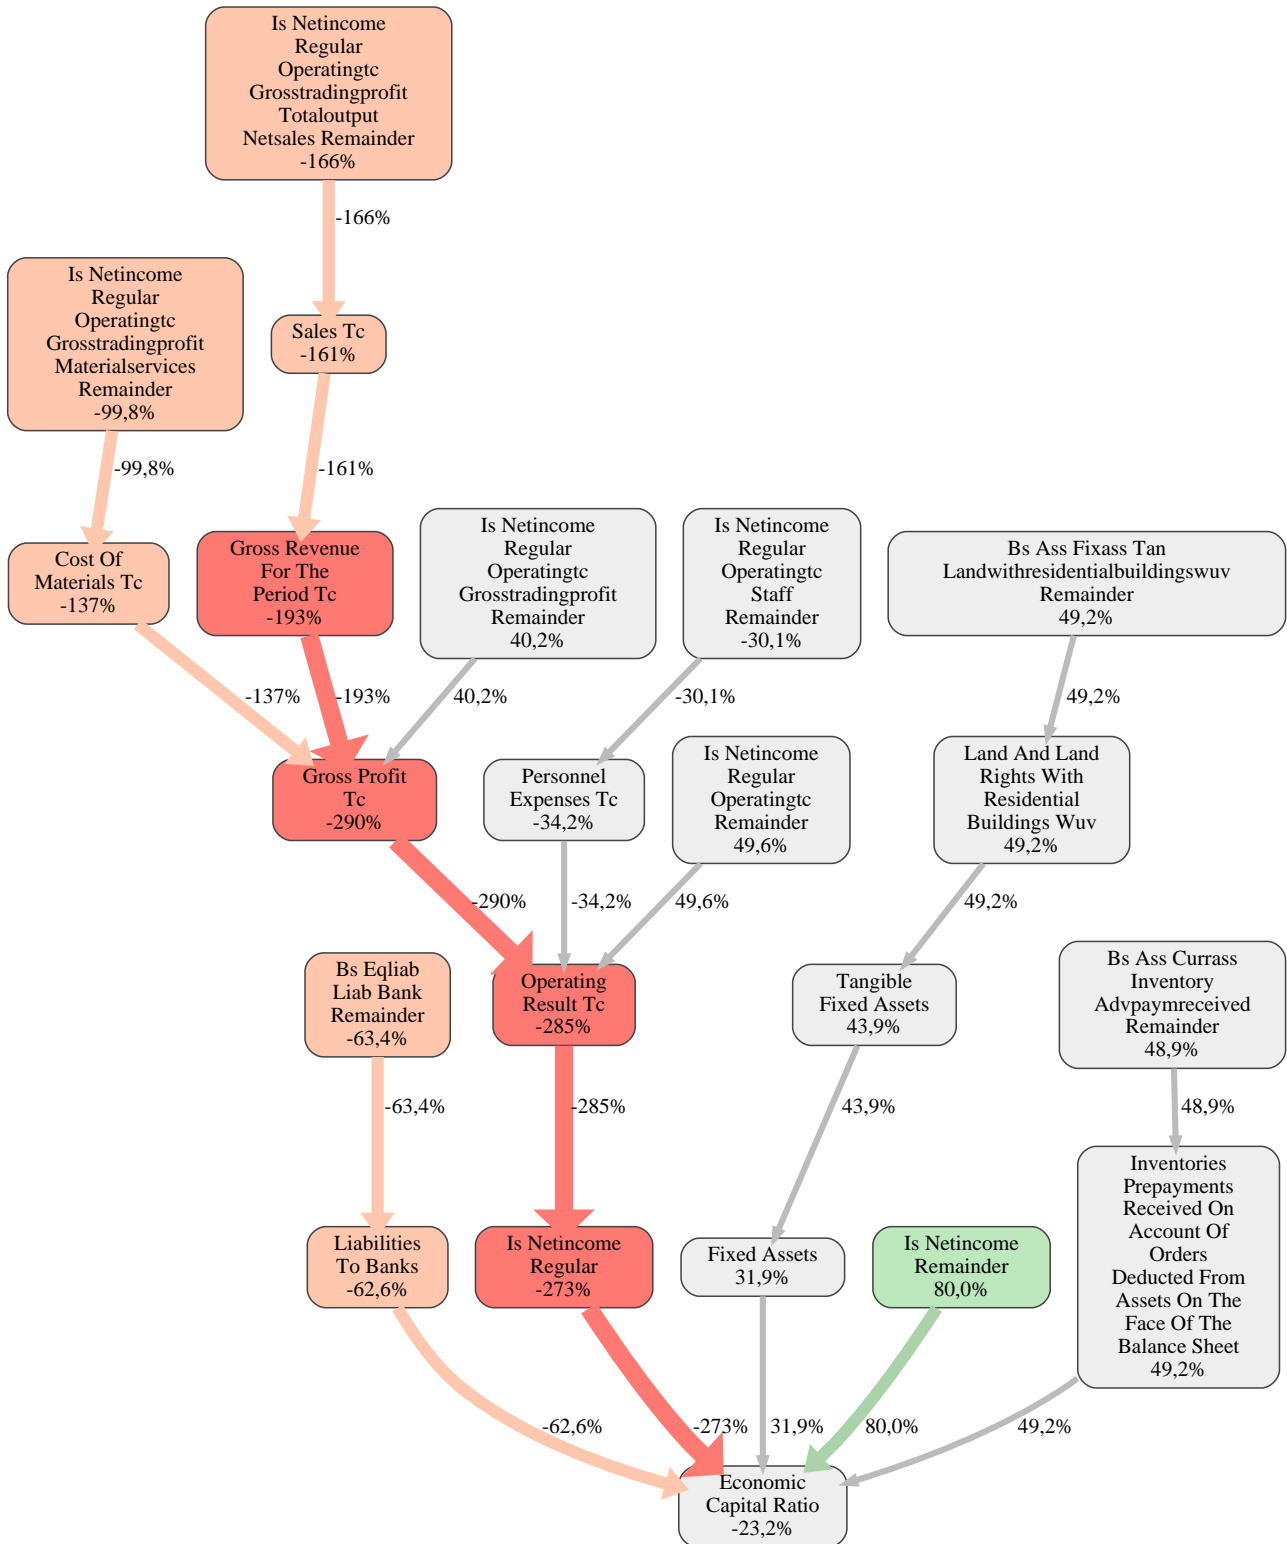 Is Netincome
Regular
Operatingtc
Grosstradingprofit
Totaloutput
Netsales Remainder
-166%
-166%
Is Netincome
Regular
Operatingtc
Grosstradingprofit
Materialservices
Remainder
-99,8%
Sales Tc
-161%
-99,8%
-161%
Cost Of
Materials Tc
-137%
Gross Revenue
For The
Period Tc
-193%
Is Netincome
Regular
Operatingtc
Grosstradingprofit
Remainder
40,2%
Is Netincome
Regular
Operatingtc
Staff
Remainder
-30,1%
Bs Ass Fixass Tan
Landwithresidentialbuildingswuv
Remainder
49,2%
-137%
-193%
40,2%
-30,1%
49,2%
Gross Profit
Tc
-290%
Personnel
Expenses Tc
-34,2%
Is Netincome
Regular
Operatingtc
Remainder
49,6%
Land And Land
Rights With
Residential
Buildings Wuv
49,2%
-290%
-34,2%
49,6%
49,2%
Bs Eqliab
Liab Bank
Remainder
-63,4%
Operating
Result Tc
-285%
Tangible
Fixed Assets
43,9%
Bs Ass Currass
Inventory
Advpaymreceived
Remainder
48,9%
-63,4%
-285%
43,9%
48,9%
Liabilities
To Banks
-62,6%
Is Netincome
Regular
-273%
Fixed Assets
31,9%
Is Netincome
Remainder
80,0%
Inventories
Prepayments
Received On
Account Of
Orders
Deducted From
Assets On The
Face Of The
Balance Sheet
49,2%
-62,6%
-273%
31,9%
80,0%
49,2%
Economic
Capital Ratio
-23,2%